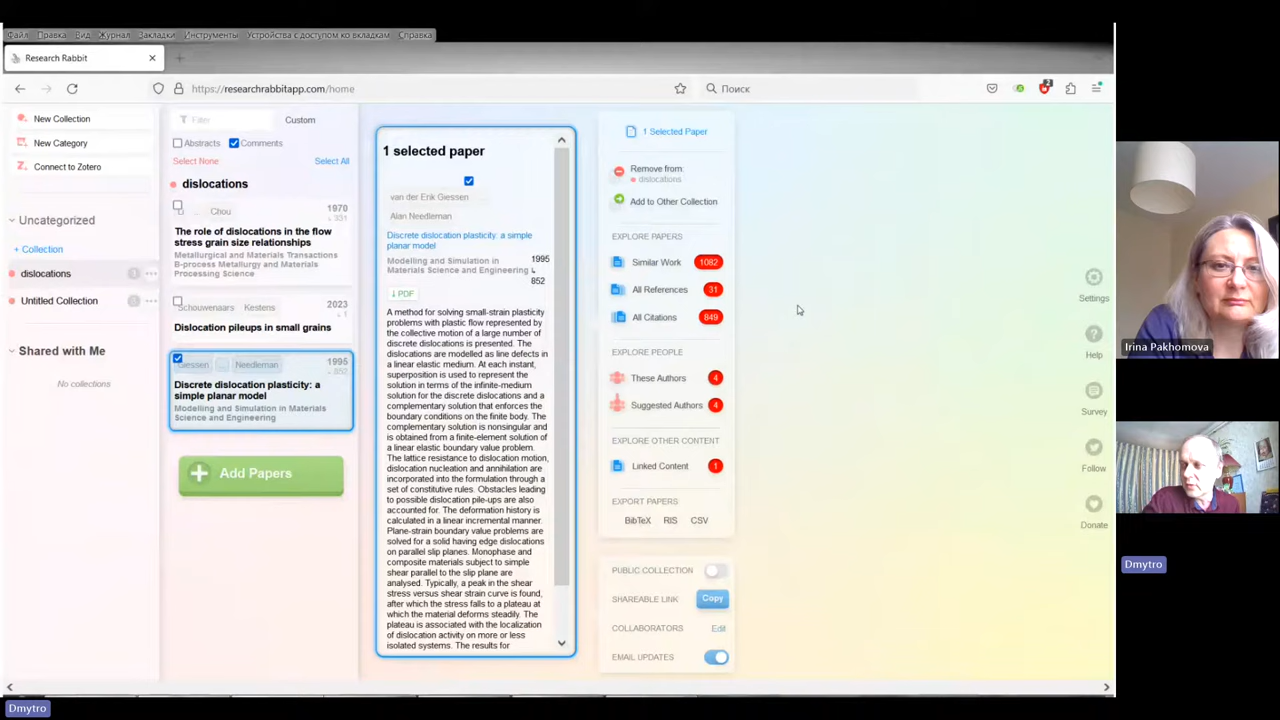 Файл Правка Вид Журнал Закладки Инструменты Устройства с доступом ко вкладкам Справка
Research Rabbit
https://researchrabbitapp.com/home
Поиск
2
New Collection
New Category
Connect to Zotero
Uncategorized
+ Collection
dislocations
Untitled Collection
Shared with Me
No collections
Filter
Custom
Abstracts
Comments
Select None
Select All
dislocations
... Chou
1970
331
The role of dislocations in the flow
stress grain size relationships
Metallurgical and Materials Transactions
B-process Metallurgy and Materials
Processing Science
Schouwenaars Kestens
2023
1
Dislocation pileups in small grains
Giessen ... Needleman
1995
852
Discrete dislocation plasticity: a
simple planar model
Modelling and Simulation in Materials
Science and Engineering
Add Papers
1 selected paper
van der Erik Giessen
Alan Needleman
Discrete dislocation plasticity: a simple
planar model
Modelling and Simulation in
Materials Science and Engineering
1995
852
PDF
A method for solving small-strain plasticity
problems with plastic flow represented by
the collective motion of a large number of
discrete dislocations is presented. The
dislocations are modelled as line defects in
a linear elastic medium. At each instant,
superposition is used to represent the
solution in terms of the infinite-medium
solution for the discrete dislocations and a
complementary solution that enforces the
boundary conditions on the finite body. The
complementary solution is nonsingular and
is obtained from a finite-element solution of
a linear elastic boundary value problem.
The lattice resistance to dislocation motion,
dislocation nucleation and annihilation are
incorporated into the formulation through a
set of constitutive rules. Obstacles leading
to possible dislocation pile-ups are also
accounted for. The deformation history is
calculated in a linear incremental manner.
Plane-strain boundary value problems are
solved for a solid having edge dislocations
on parallel slip planes. Monophase and
composite materials subject to simple
shear parallel to the slip plane are
analysed. Typically, a peak in the shear
stress versus shear strain curve is found,
after which the stress falls to a plateau at
which the material deforms steadily. The
plateau is associated with the localization
of dislocation activity on more or less
isolated systems. The results for
1 Selected Paper
Remove from:
dislocations
Add to Other Collection
EXPLORE PAPERS
Similar Work 1082
All References 31
All Citations 849
EXPLORE PEOPLE
These Authors 4
Suggested Authors 4
EXPLORE OTHER CONTENT
Linked Content 1
EXPORT PAPERS
BibTeX RIS CSV
PUBLIC COLLECTION
SHAREABLE LINK Copy
COLLABORATORS Edit
EMAIL UPDATES
Settings
Help
Survey
Follow
Donate
Irina Pakhomova
Dmytro
Dmytro